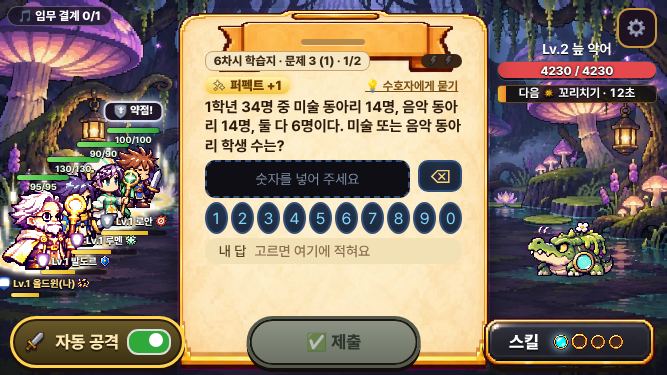 🎵 임무 결계 0/1
6차시 학습지 · 문제 3 (1) · 1/2
퍼펙트 +1
💡 수호자에게 묻기
1학년 34명 중 미술 동아리 14명, 음악 동아
리 14명, 둘 다 6명이다. 미술 또는 음악 동아
리 학생 수는?
숫자를 넣어 주세요
1 2 3 4 5 6 7 8 9 0
내 답 고르면 여기에 적혀요
✅ 제출
약점!
100/100
90/90
130/130
95/95
Lv.1 로안
Lv.1 루멘
Lv.1 발도르
Lv.1 올드윈(나)
자동 공격
Lv.2 늪 악어
4230 / 4230
다음 꼬리치기 · 12초
스킬